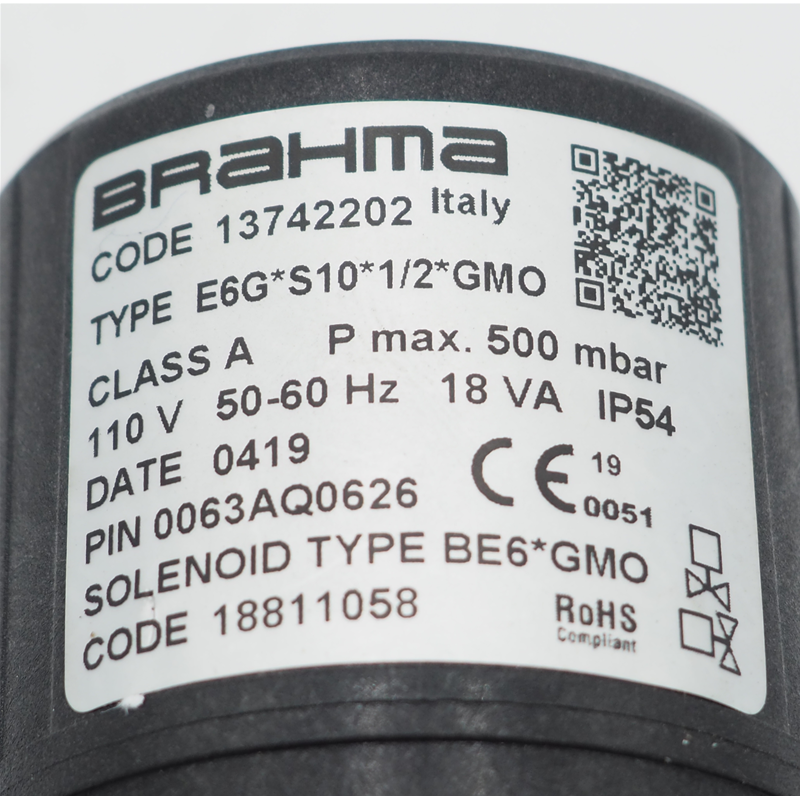 BRAHMA
CODE 13742202 Italy
TYPE E6G*S10*1/2*GMO
CLASS A P max. 500 mbar
110 V 50-60 Hz 18 VA IP54
DATE 0419
CE 19 0051
PIN 0063AQ0626
SOLENOID TYPE BE6*GMO
CODE 18811058
RoHS
Compliant